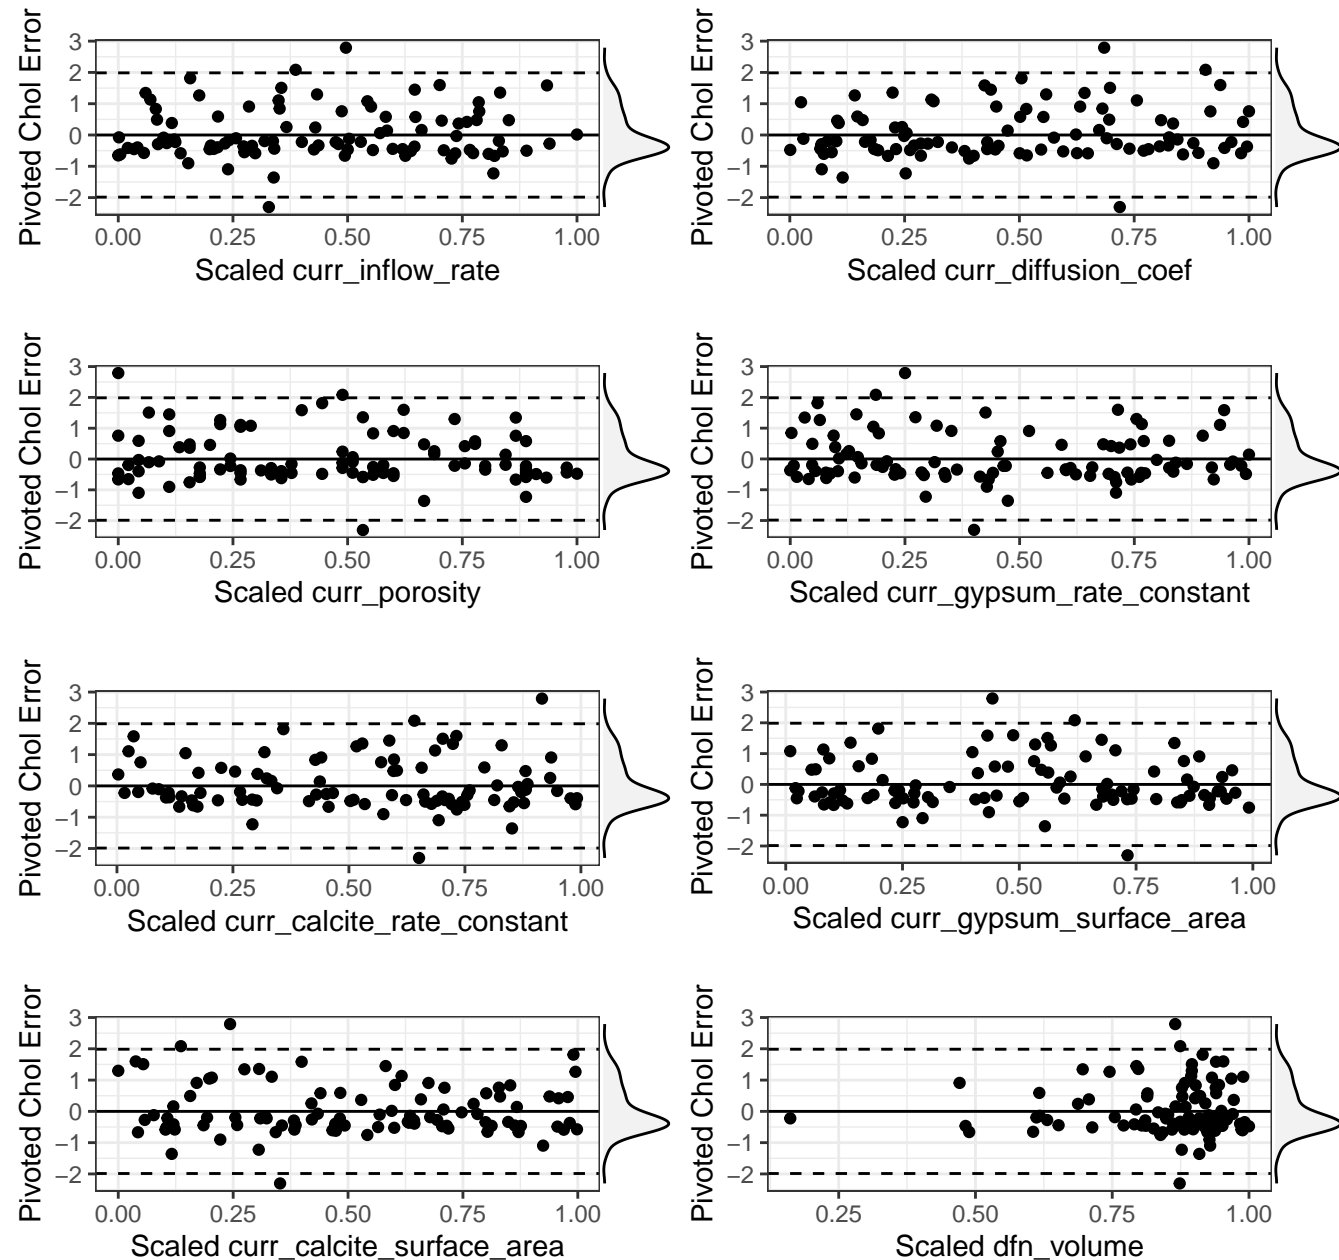 Pivoted Chol Error
3
2
1
0
−1
−2
0.00 0.25 0.50 0.75 1.00
Scaled curr_inflow_rate
Pivoted Chol Error
3
2
1
0
−1
−2
0.00 0.25 0.50 0.75 1.00
Scaled curr_diffusion_coef
Pivoted Chol Error
3
2
1
0
−1
−2
0.00 0.25 0.50 0.75 1.00
Scaled curr_porosity
Pivoted Chol Error
3
2
1
0
−1
−2
0.00 0.25 0.50 0.75 1.00
Scaled curr_gypsum_rate_constant
Pivoted Chol Error
3
2
1
0
−1
−2
0.00 0.25 0.50 0.75 1.00
Scaled curr_calcite_rate_constant
Pivoted Chol Error
3
2
1
0
−1
−2
0.00 0.25 0.50 0.75 1.00
Scaled curr_gypsum_surface_area
Pivoted Chol Error
3
2
1
0
−1
−2
0.00 0.25 0.50 0.75 1.00
Scaled curr_calcite_surface_area
Pivoted Chol Error
3
2
1
0
−1
−2
0.25 0.50 0.75 1.00
Scaled dfn_volume